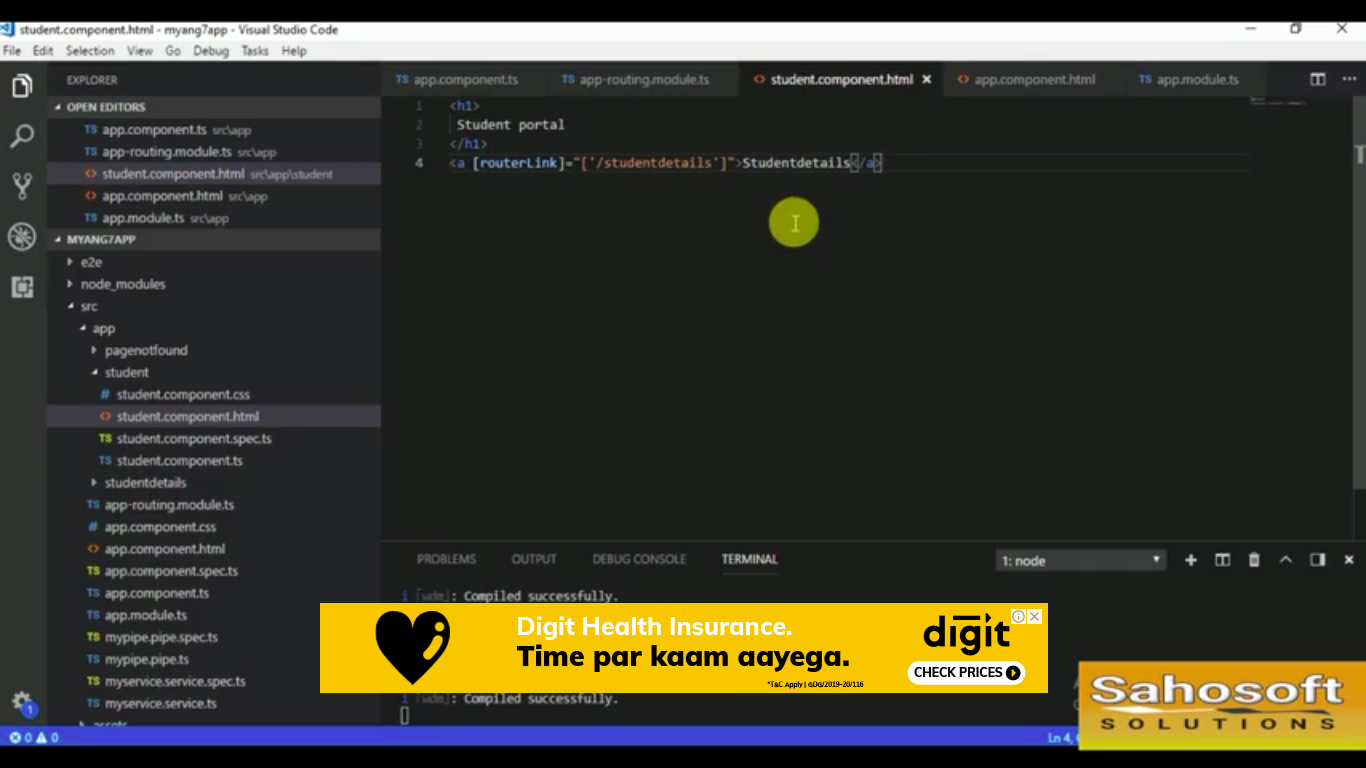 student.component.html - myang7app - Visual Studio Code
File Edit Selection View Go Debug Tasks Help
EXPLORER
TS app.component.ts
TS app-routing.module.ts
<> student.component.html
<> app.component.html
TS app.module.ts
OPEN EDITORS
TS app.component.ts src\app
TS app-routing.module.ts src\app
<> student.component.html src\app\student
<> app.component.html src\app
TS app.module.ts src\app
MYANG7APP
e2e
node_modules
src
app
pagenotfound
student
# student.component.css
<> student.component.html
TS student.component.spec.ts
TS student.component.ts
studentdetails
TS app-routing.module.ts
# app.component.css
<> app.component.html
TS app.component.spec.ts
TS app.component.ts
TS app.module.ts
TS mypipe.pipe.spec.ts
TS mypipe.pipe.ts
TS myservice.service.spec.ts
TS myservice.service.ts
assets
1 <h1>
2 Student portal
3 </h1>
4 <a [routerLink]="['/studentdetails']">Studentdetails</a>
PROBLEMS OUTPUT DEBUG CONSOLE TERMINAL
1: node
i ｢wdm｣: Compiled successfully.
Digit Health Insurance.
Time par kaam aayega.
*T&C Apply | GDG/2019-20/116
digit
CHECK PRICES
i ｢wdm｣: Compiled successfully.
Sahosoft
SOLUTIONS
1
0 0
Ln 4,